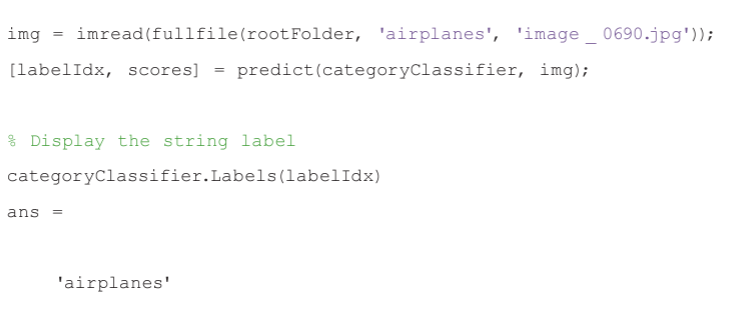 img = imread(fullfile(rootFolder, 'airplanes', 'image _ 0690.jpg'));
[labelIdx, scores] = predict(categoryClassifier, img);
% Display the string label
categoryClassifier.Labels(labelIdx)
ans =
'airplanes'